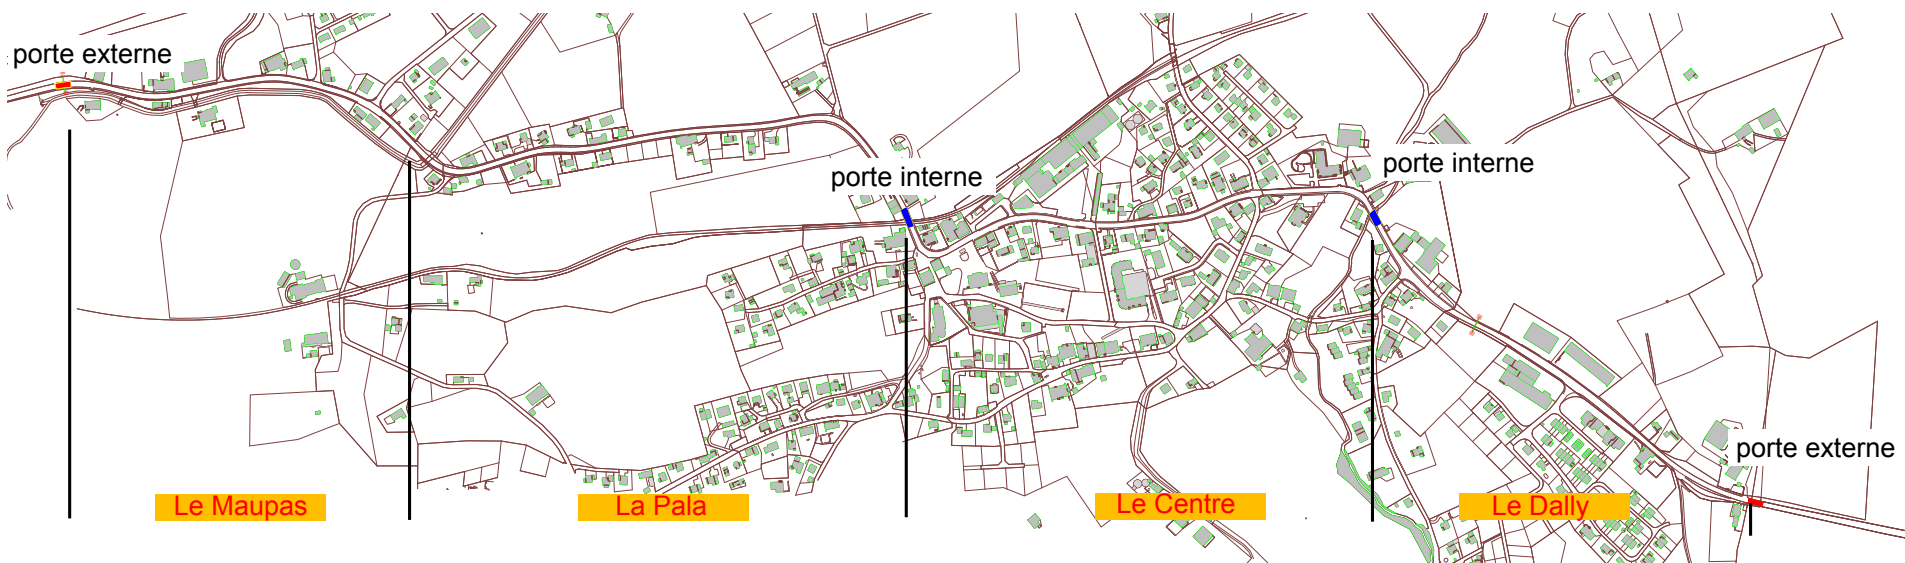 porte externe
porte interne
porte interne
porte externe
Le Maupas
La Pala
Le Centre
Le Dally